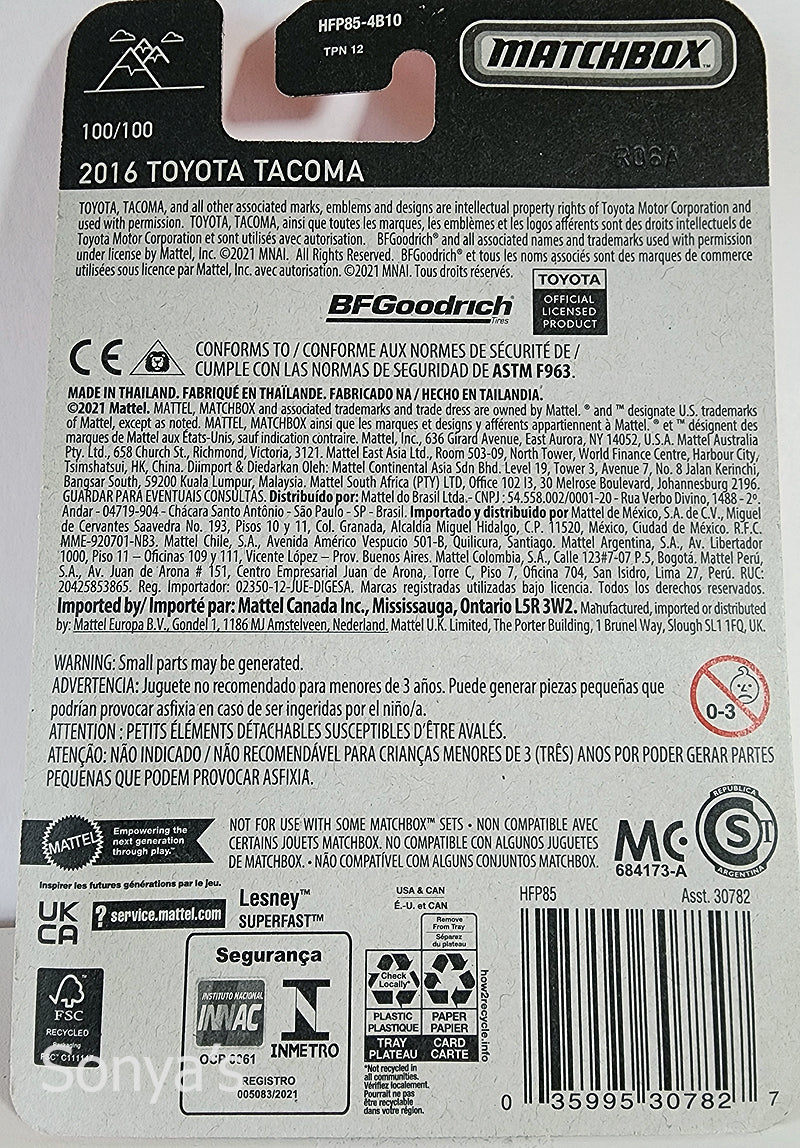 HFP85-4B10
TPN 12
MATCHBOX™
100/100
R06A
2016 TOYOTA TACOMA
TOYOTA, TACOMA, and all other associated marks, emblems and designs are intellectual property rights of Toyota Motor Corporation and
used with permission. TOYOTA, TACOMA, ainsi que toutes les marques, les emblèmes et les logos afférents sont des droits intellectuels de
Toyota Motor Corporation et sont utilisés avec autorisation. BFGoodrich® and all associated names and trademarks used with permission
under license by Mattel, Inc. ©2021 MNAI. All Rights Reserved. BFGoodrich® et tous les noms associés sont des marques de commerce
utilisées sous licence par Mattel, Inc. avec autorisation. ©2021 MNAI. Tous droits réservés.
BFGoodrich®
Tires
TOYOTA
OFFICIAL
LICENSED
PRODUCT
CE
CONFORMS TO / CONFORME AUX NORMES DE SÉCURITÉ DE /
CUMPLE CON LAS NORMAS DE SEGURIDAD DE ASTM F963.
MADE IN THAILAND. FABRIQUÉ EN THAÏLANDE. FABRICADO NA / HECHO EN TAILANDIA.
©2021 Mattel. MATTEL, MATCHBOX and associated trademarks and trade dress are owned by Mattel. ® and ™ designate U.S. trademarks
of Mattel, except as noted. MATTEL, MATCHBOX ainsi que les marques et designs y afférents appartiennent à Mattel. ® et ™ désignent des
marques de Mattel aux États-Unis, sauf indication contraire. Mattel, Inc., 636 Girard Avenue, East Aurora, NY 14052, U.S.A. Mattel Australia
Pty. Ltd., 658 Church St., Richmond, Victoria, 3121. Mattel East Asia Ltd., Room 503-09, North Tower, World Finance Centre, Harbour City,
Tsimshatsui, HK, China. Diimport & Diedarkan Oleh: Mattel Continental Asia Sdn Bhd. Level 19, Tower 3, Avenue 7, No. 8 Jalan Kerinchi,
Bangsar South, 59200 Kuala Lumpur, Malaysia. Mattel South Africa (PTY) LTD, Office 102 I3, 30 Melrose Boulevard, Johannesburg 2196.
GUARDAR PARA EVENTUAIS CONSULTAS. Distribuído por: Mattel do Brasil Ltda.- CNPJ : 54.558.002/0001-20 - Rua Verbo Divino, 1488 - 2º.
Andar - 04719-904 - Chácara Santo Antônio - São Paulo - SP - Brasil. Importado y distribuido por Mattel de México, S.A. de C.V., Miguel
de Cervantes Saavedra No. 193, Pisos 10 y 11, Col. Granada, Alcaldía Miguel Hidalgo, C.P. 11520, México, Ciudad de México. R.F.C.
MME-920701-NB3. Mattel Chile, S.A., Avenida Américo Vespucio 501-B, Quilicura, Santiago. Mattel Argentina, S.A., Av. Libertador
1000, Piso 11 – Oficinas 109 y 111, Vicente López – Prov. Buenos Aires. Mattel Colombia, S.A., Calle 123#7-07 P.5, Bogotá. Mattel Perú,
S.A., Av. Juan de Arona # 151, Centro Empresarial Juan de Arona, Torre C, Piso 7, Oficina 704, San Isidro, Lima 27, Perú. RUC:
20425853865. Reg. Importador: 02350-12-JUE-DIGESA. Marcas registradas utilizadas bajo licencia. Todos los derechos reservados.
Imported by/ Importé par: Mattel Canada Inc., Mississauga, Ontario L5R 3W2. Manufactured, imported or distributed
by: Mattel Europa B.V., Gondel 1, 1186 MJ Amstelveen, Nederland. Mattel U.K. Limited, The Porter Building, 1 Brunel Way, Slough SL1 1FQ, UK.
WARNING: Small parts may be generated.
ADVERTENCIA: Juguete no recomendado para menores de 3 años. Puede generar piezas pequeñas que
podrían provocar asfixia en caso de ser ingeridas por el niño/a.
ATTENTION : PETITS ÉLÉMENTS DÉTACHABLES SUSCEPTIBLES D'ÊTRE AVALÉS.
ATENÇÃO: NÃO INDICADO / NÃO RECOMENDÁVEL PARA CRIANÇAS MENORES DE 3 (TRÊS) ANOS POR PODER GERAR PARTES
PEQUENAS QUE PODEM PROVOCAR ASFIXIA.
0-3
MATTEL
Empowering the
next generation
through play.™
Inspirer les futures générations par le jeu.
NOT FOR USE WITH SOME MATCHBOX™ SETS • NON COMPATIBLE AVEC
CERTAINS JOUETS MATCHBOX. NO COMPATIBLE CON ALGUNOS JUGUETES
DE MATCHBOX. • NÃO COMPATÍVEL COM ALGUNS CONJUNTOS MATCHBOX.
MC
684173-A
REPUBLICA
S
ARGENTINA
UK
CA
? service.mattel.com
Lesney™
SUPERFAST™
USA & CAN
É.-U. et CAN
Remove
From Tray
Séparez
du plateau
Check
Locally*
PLASTIC
PLASTIQUE
PAPER
PAPIER
TRAY
PLATEAU
CARD
CARTE
*Not recycled in
all communities.
Vérifiez localement.
Pourrait ne pas
être recyclable
dans votre région.
how2recycle.info
HFP85
Asst. 30782
FSC
RECYCLED
Packaging
Segurança
INSTITUTO NACIONAL
INNAC
INMETRO
REGISTRO
005083/2021
0 35995 30782 7
Sonya's